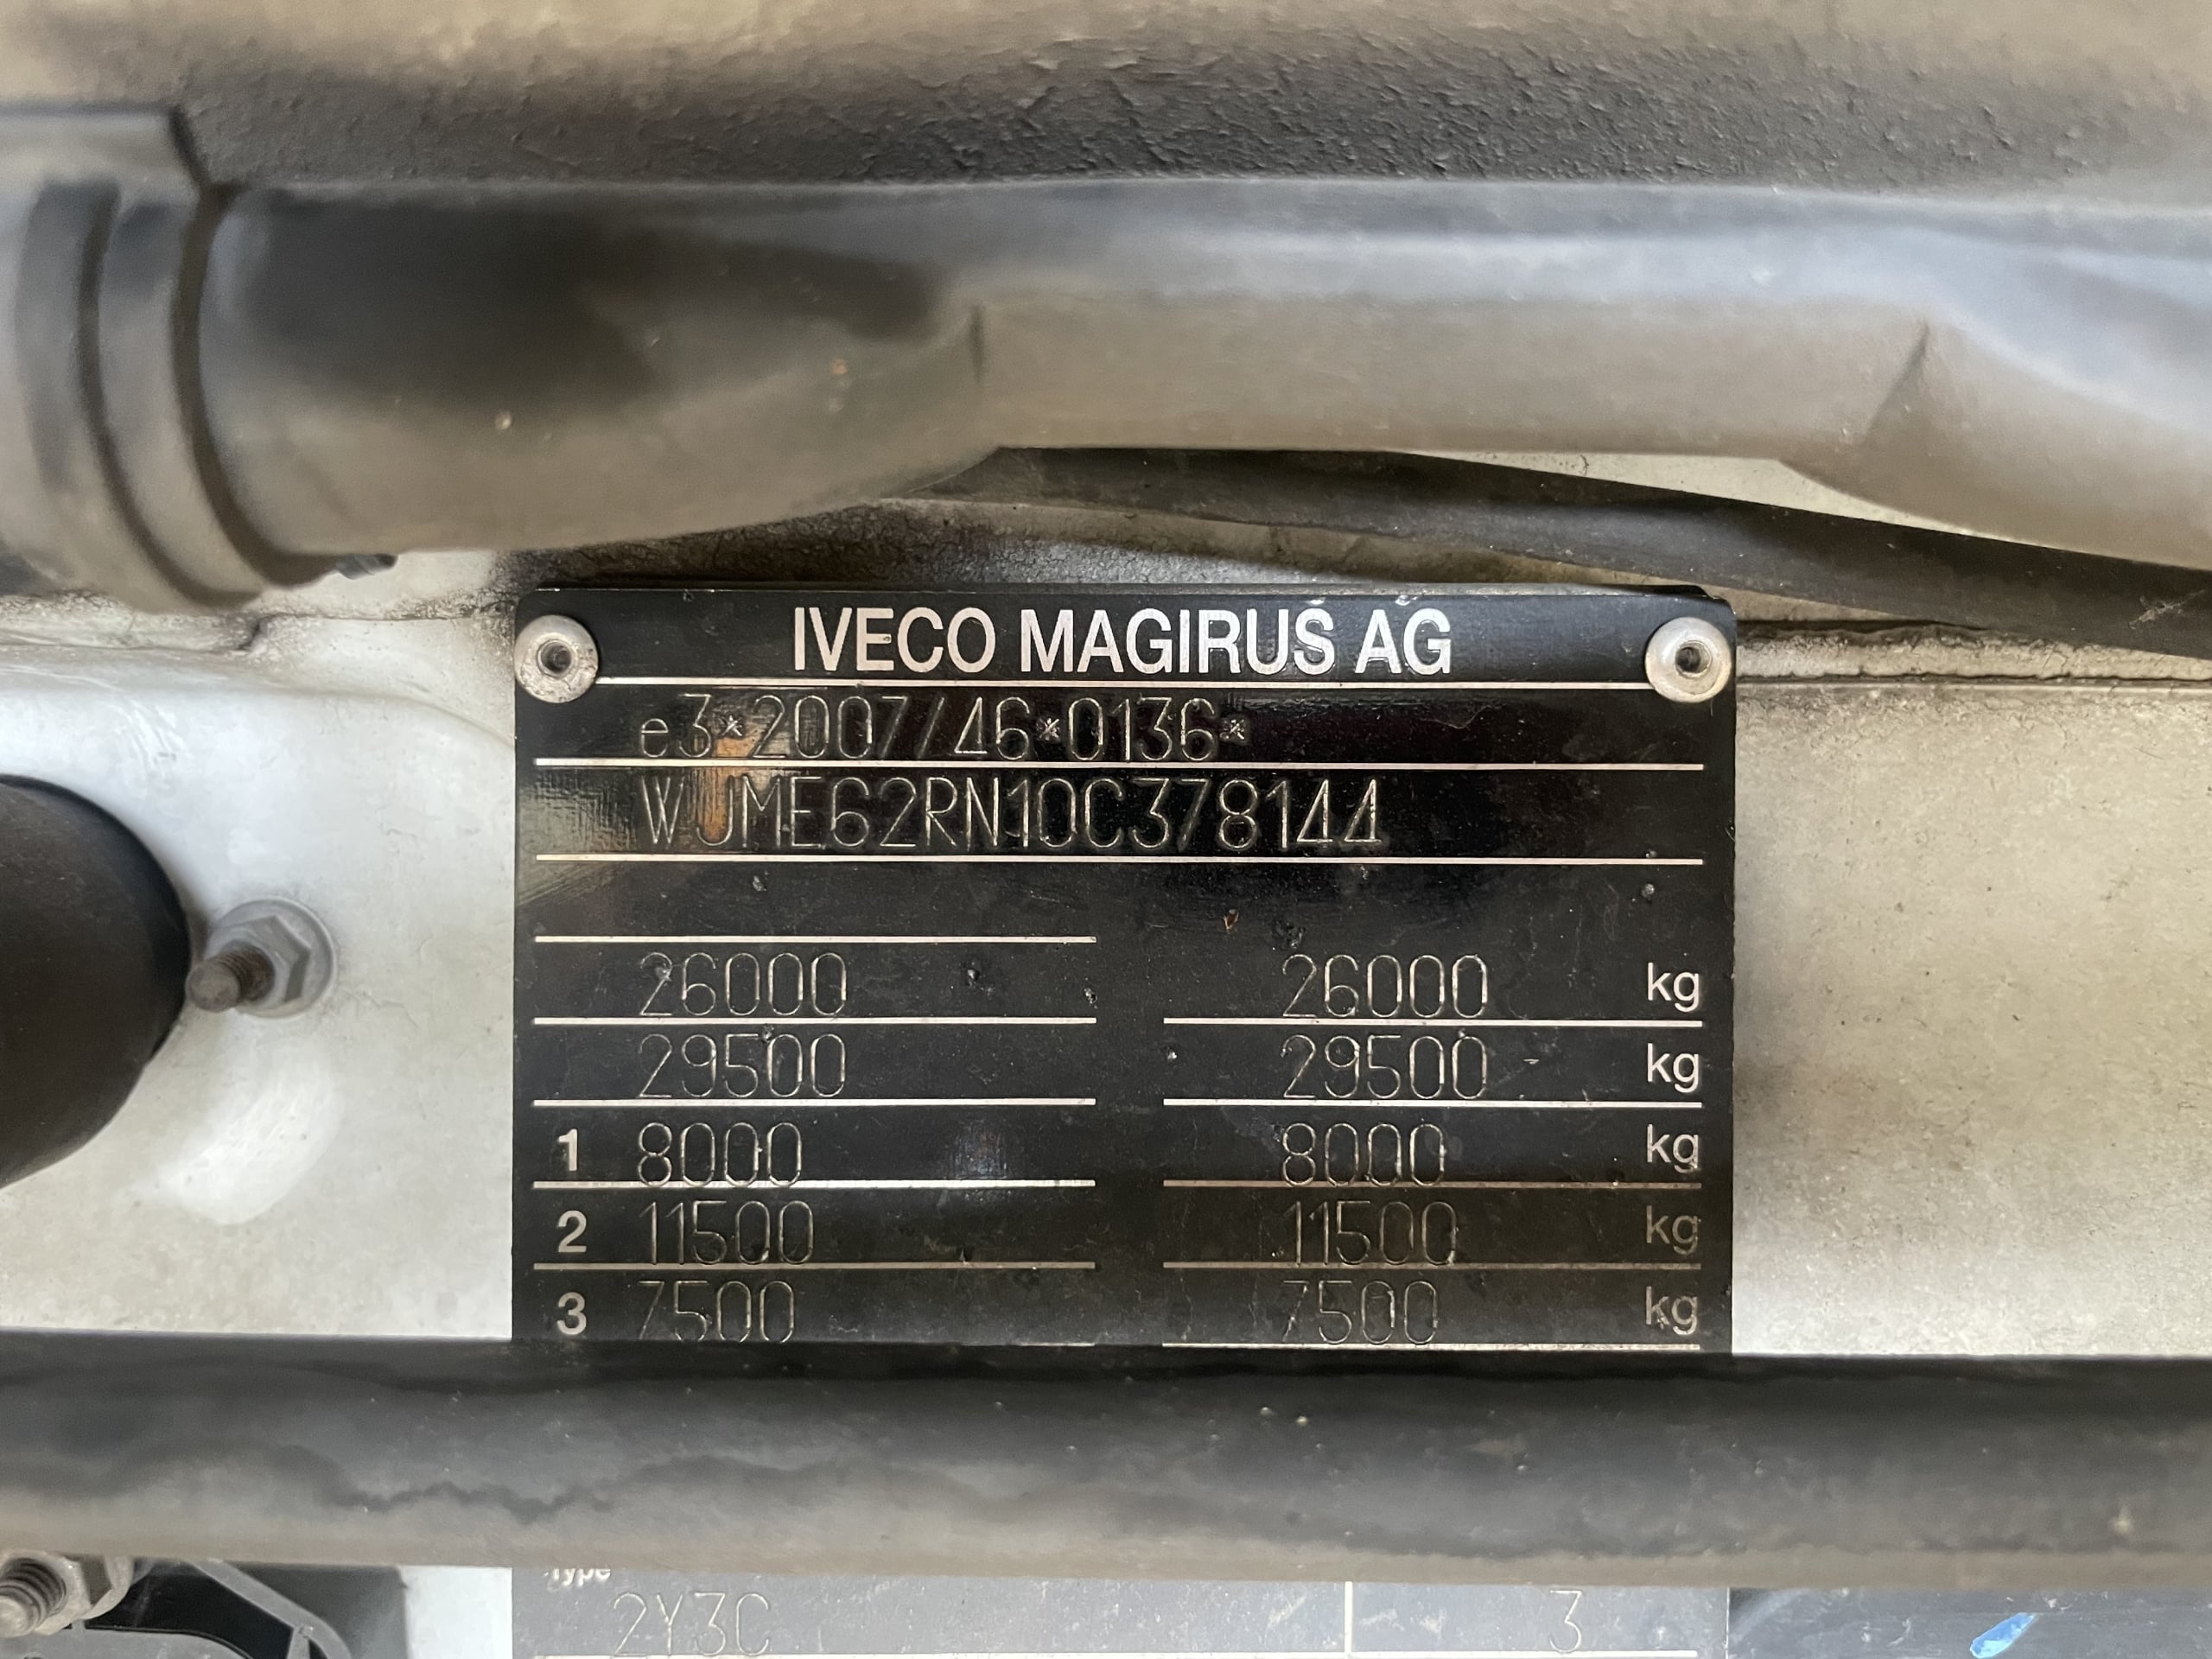 IVECO MAGIRUS AG
e3*2007/46*0136*
WJME62RN10C378144
26000 26000 kg
29500 29500 kg
1 8000 8000 kg
2 11500 11500 kg
3 7500 7500 kg
Type
2Y3C 3